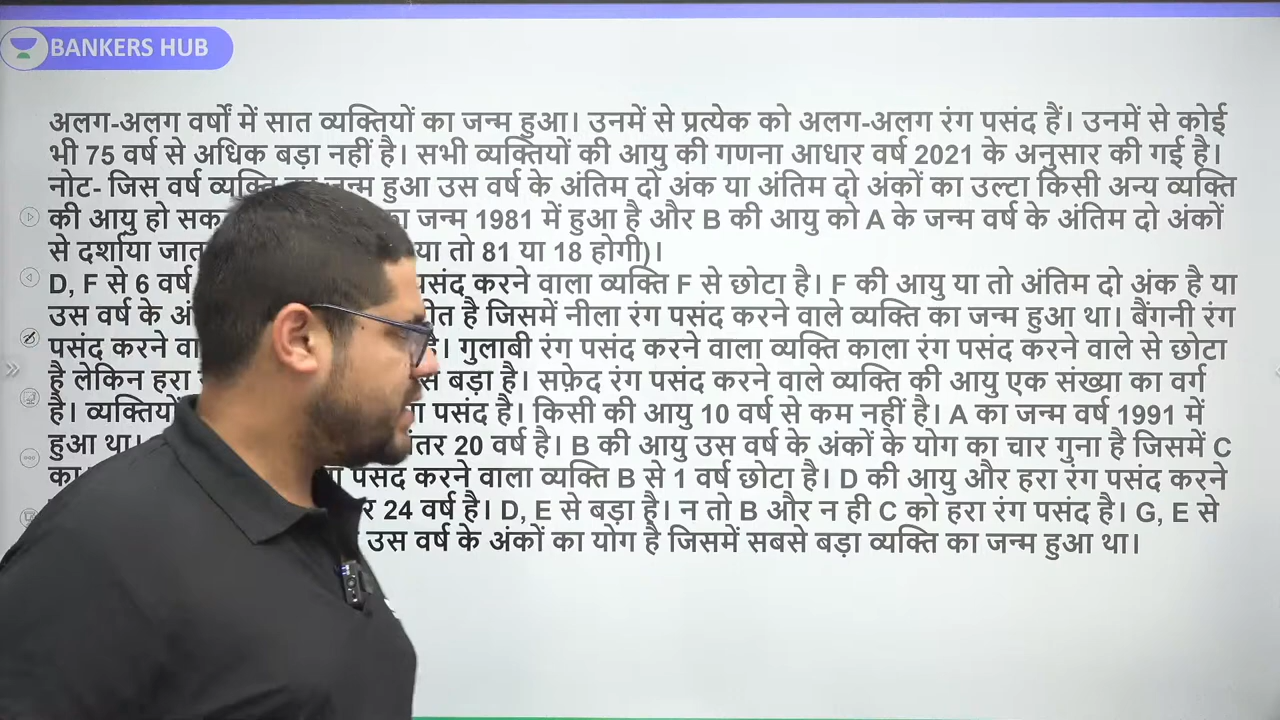 BANKERS HUB
अलग-अलग वर्षों में सात व्यक्तियों का जन्म हुआ। उनमें से प्रत्येक को अलग-अलग रंग पसंद हैं। उनमें से कोई
भी 75 वर्ष से अधिक बड़ा नहीं है। सभी व्यक्तियों की आयु की गणना आधार वर्ष 2021 के अनुसार की गई है।
नोट- जिस वर्ष जन्म हुआ उस वर्ष के अंतिम दो अंक या अंतिम दो अंकों का उल्टा किसी अन्य व्यक्ति
की आयु हो जन्म 1981 में हुआ है और B की आयु को A के जन्म वर्ष के अंतिम दो अंकों
से दर्शाया या तो 81 या 18 होगी)।
D, F से 6 वर्ष पसंद करने वाला व्यक्ति F से छोटा है। F की आयु या तो अंतिम दो अंक है या
उस वर्ष के है जिसमें नीला रंग पसंद करने वाले व्यक्ति का जन्म हुआ था। बैंगनी रंग
पसंद करने है। गुलाबी रंग पसंद करने वाला व्यक्ति काला रंग पसंद करने वाले से छोटा
है लेकिन हरा बड़ा है। सफ़ेद रंग पसंद करने वाले व्यक्ति की आयु एक संख्या का वर्ग
है। पसंद है। किसी की आयु 10 वर्ष से कम नहीं है। A का जन्म वर्ष 1991 में
हुआ था। 20 वर्ष है। B की आयु उस वर्ष के अंकों के योग का चार गुना है जिसमें C
पसंद करने वाला व्यक्ति B से 1 वर्ष छोटा है। D की आयु और हरा रंग पसंद करने
24 वर्ष है। D, E से बड़ा है। न तो B और न ही C को हरा रंग पसंद है। G, E से
उस वर्ष के अंकों का योग है जिसमें सबसे बड़ा व्यक्ति का जन्म हुआ था।